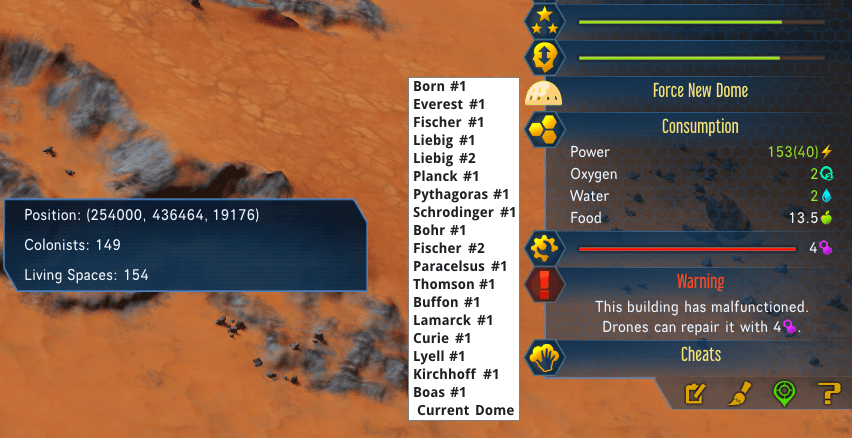 Position: (254000, 436464, 19176)
Colonists: 149
Living Spaces: 154
Born #1
Everest #1
Fischer #1
Liebig #1
Liebig #2
Planck #1
Pythagoras #1
Schrodinger #1
Bohr #1
Fischer #2
Paracelsus #1
Thomson #1
Buffon #1
Lamarck #1
Curie #1
Lyell #1
Kirchhoff #1
Boas #1
Current Dome
Force New Dome
Consumption
Power 153(40)
Oxygen 2
Water 2
Food 13.5
4
Warning
This building has malfunctioned.
Drones can repair it with 4.
Cheats